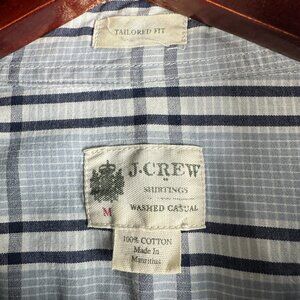 TAILORED FIT
J.CREW
SHIRTINGS
WASHED CASUAL
M
100% COTTON
Made In
Mauritius